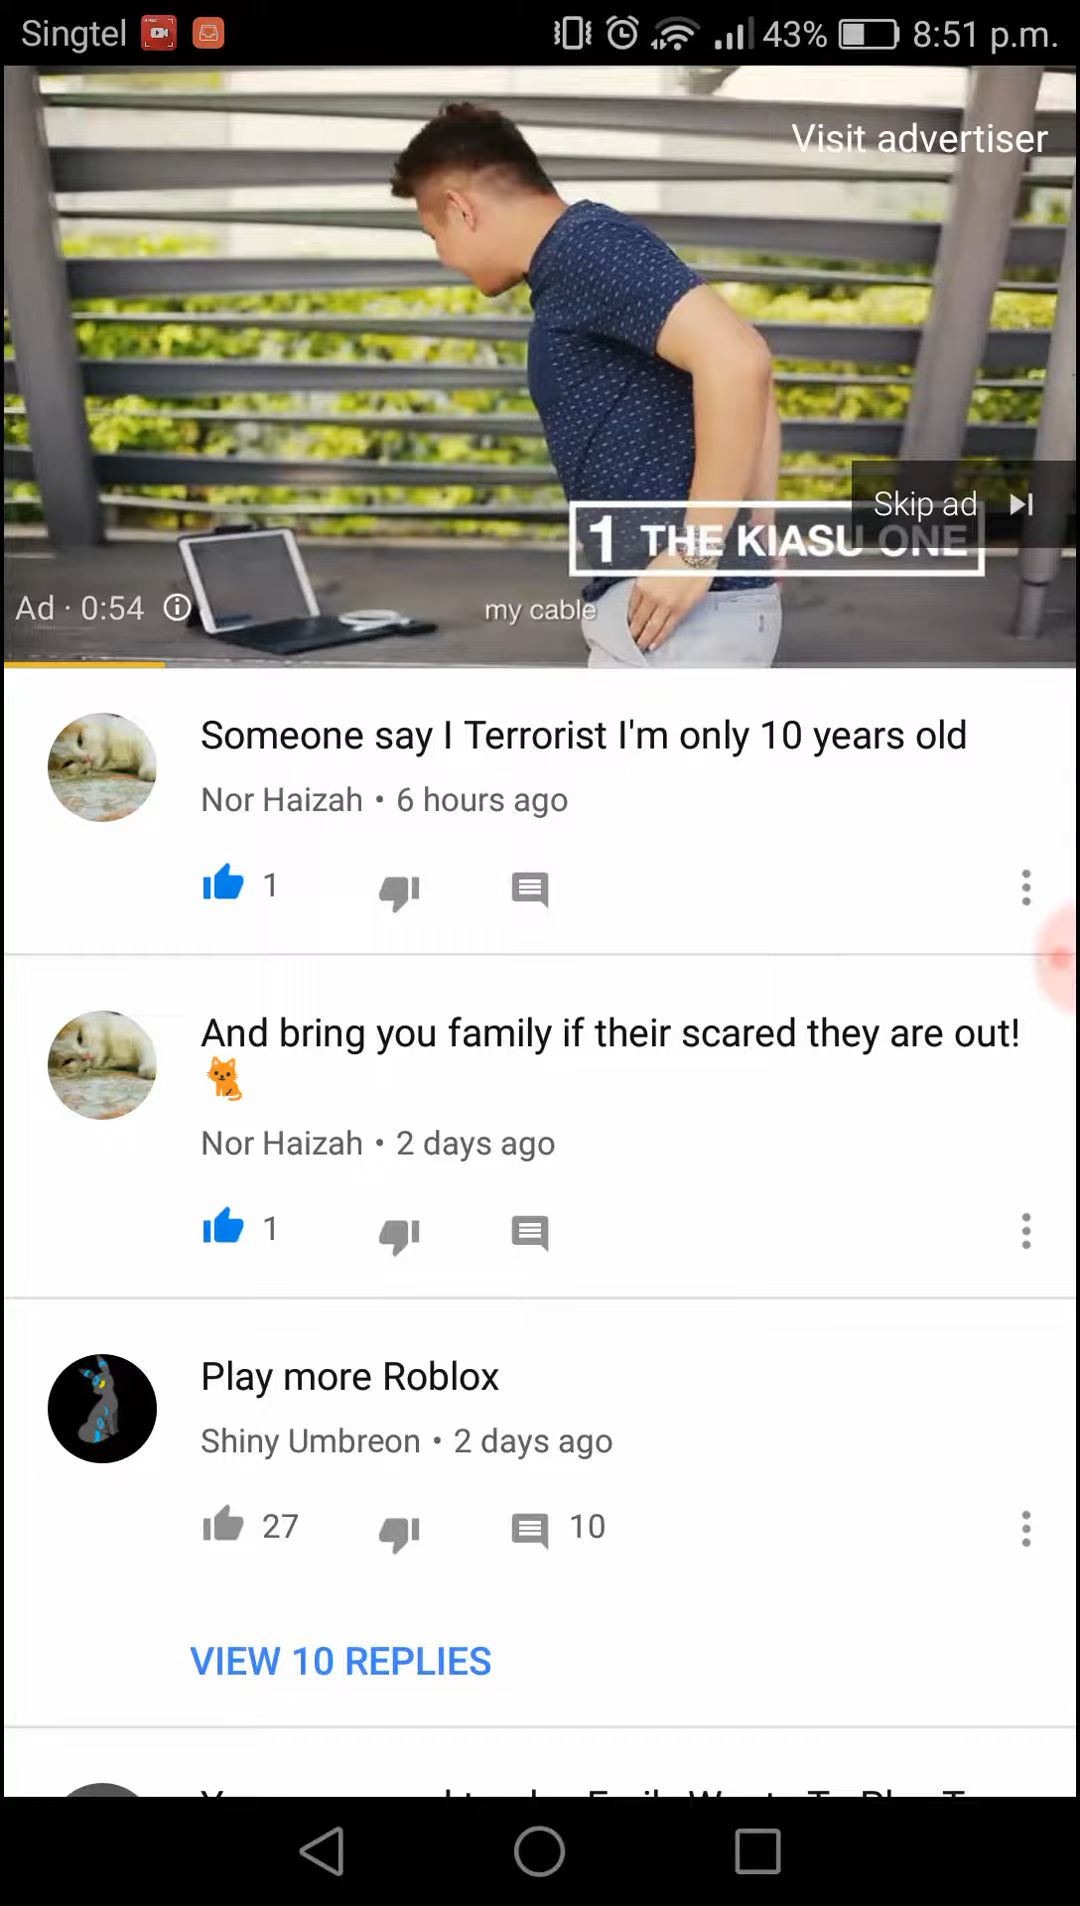 Singtel 43% 8:51 p.m.
Visit advertiser
Skip ad
1 THE KIASU ONE
Ad · 0:54
my cable
Someone say I Terrorist I'm only 10 years old
Nor Haizah • 6 hours ago
1
And bring you family if their scared they are out!
🐈
Nor Haizah • 2 days ago
1
Play more Roblox
Shiny Umbreon • 2 days ago
27 10
VIEW 10 REPLIES